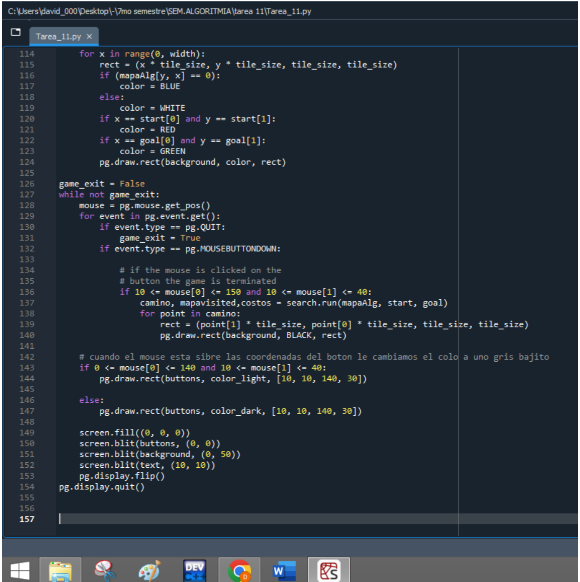 C:\Users\david_000\Desktop\-\7mo semestre\SEM.ALGORITMIA\tarea 11\Tarea_11.py
Tarea_11.py ×
114         for x in range(0, width):
115             rect = (x * tile_size, y * tile_size, tile_size, tile_size)
116             if (mapaAlg[y, x] == 0):
117                 color = BLUE
118             else:
119                 color = WHITE
120             if x == start[0] and y == start[1]:
121                 color = RED
122             if x == goal[0] and y == goal[1]:
123                 color = GREEN
124             pg.draw.rect(background, color, rect)
125
126     game_exit = False
127     while not game_exit:
128         mouse = pg.mouse.get_pos()
129         for event in pg.event.get():
130             if event.type == pg.QUIT:
131                 game_exit = True
132             if event.type == pg.MOUSEBUTTONDOWN:
133
134                 # if the mouse is clicked on the
135                 # button the game is terminated
136                 if 10 <= mouse[0] <= 150 and 10 <= mouse[1] <= 40:
137                     camino, mapavisited,costos = search.run(mapaAlg, start, goal)
138                     for point in camino:
139                         rect = (point[1] * tile_size, point[0] * tile_size, tile_size, tile_size)
140                         pg.draw.rect(background, BLACK, rect)
141
142         # cuando el mouse esta sibre las coordenadas del boton le cambiamos el colo a uno gris bajito
143         if 0 <= mouse[0] <= 140 and 10 <= mouse[1] <= 40:
144             pg.draw.rect(buttons, color_light, [10, 10, 140, 30])
145
146         else:
147             pg.draw.rect(buttons, color_dark, [10, 10, 140, 30])
148
149         screen.fill((0, 0, 0))
150         screen.blit(buttons, (0, 0))
151         screen.blit(background, (0, 50))
152         screen.blit(text, (10, 10))
153         pg.display.flip()
154     pg.display.quit()
155
156
157
DEV
D
W